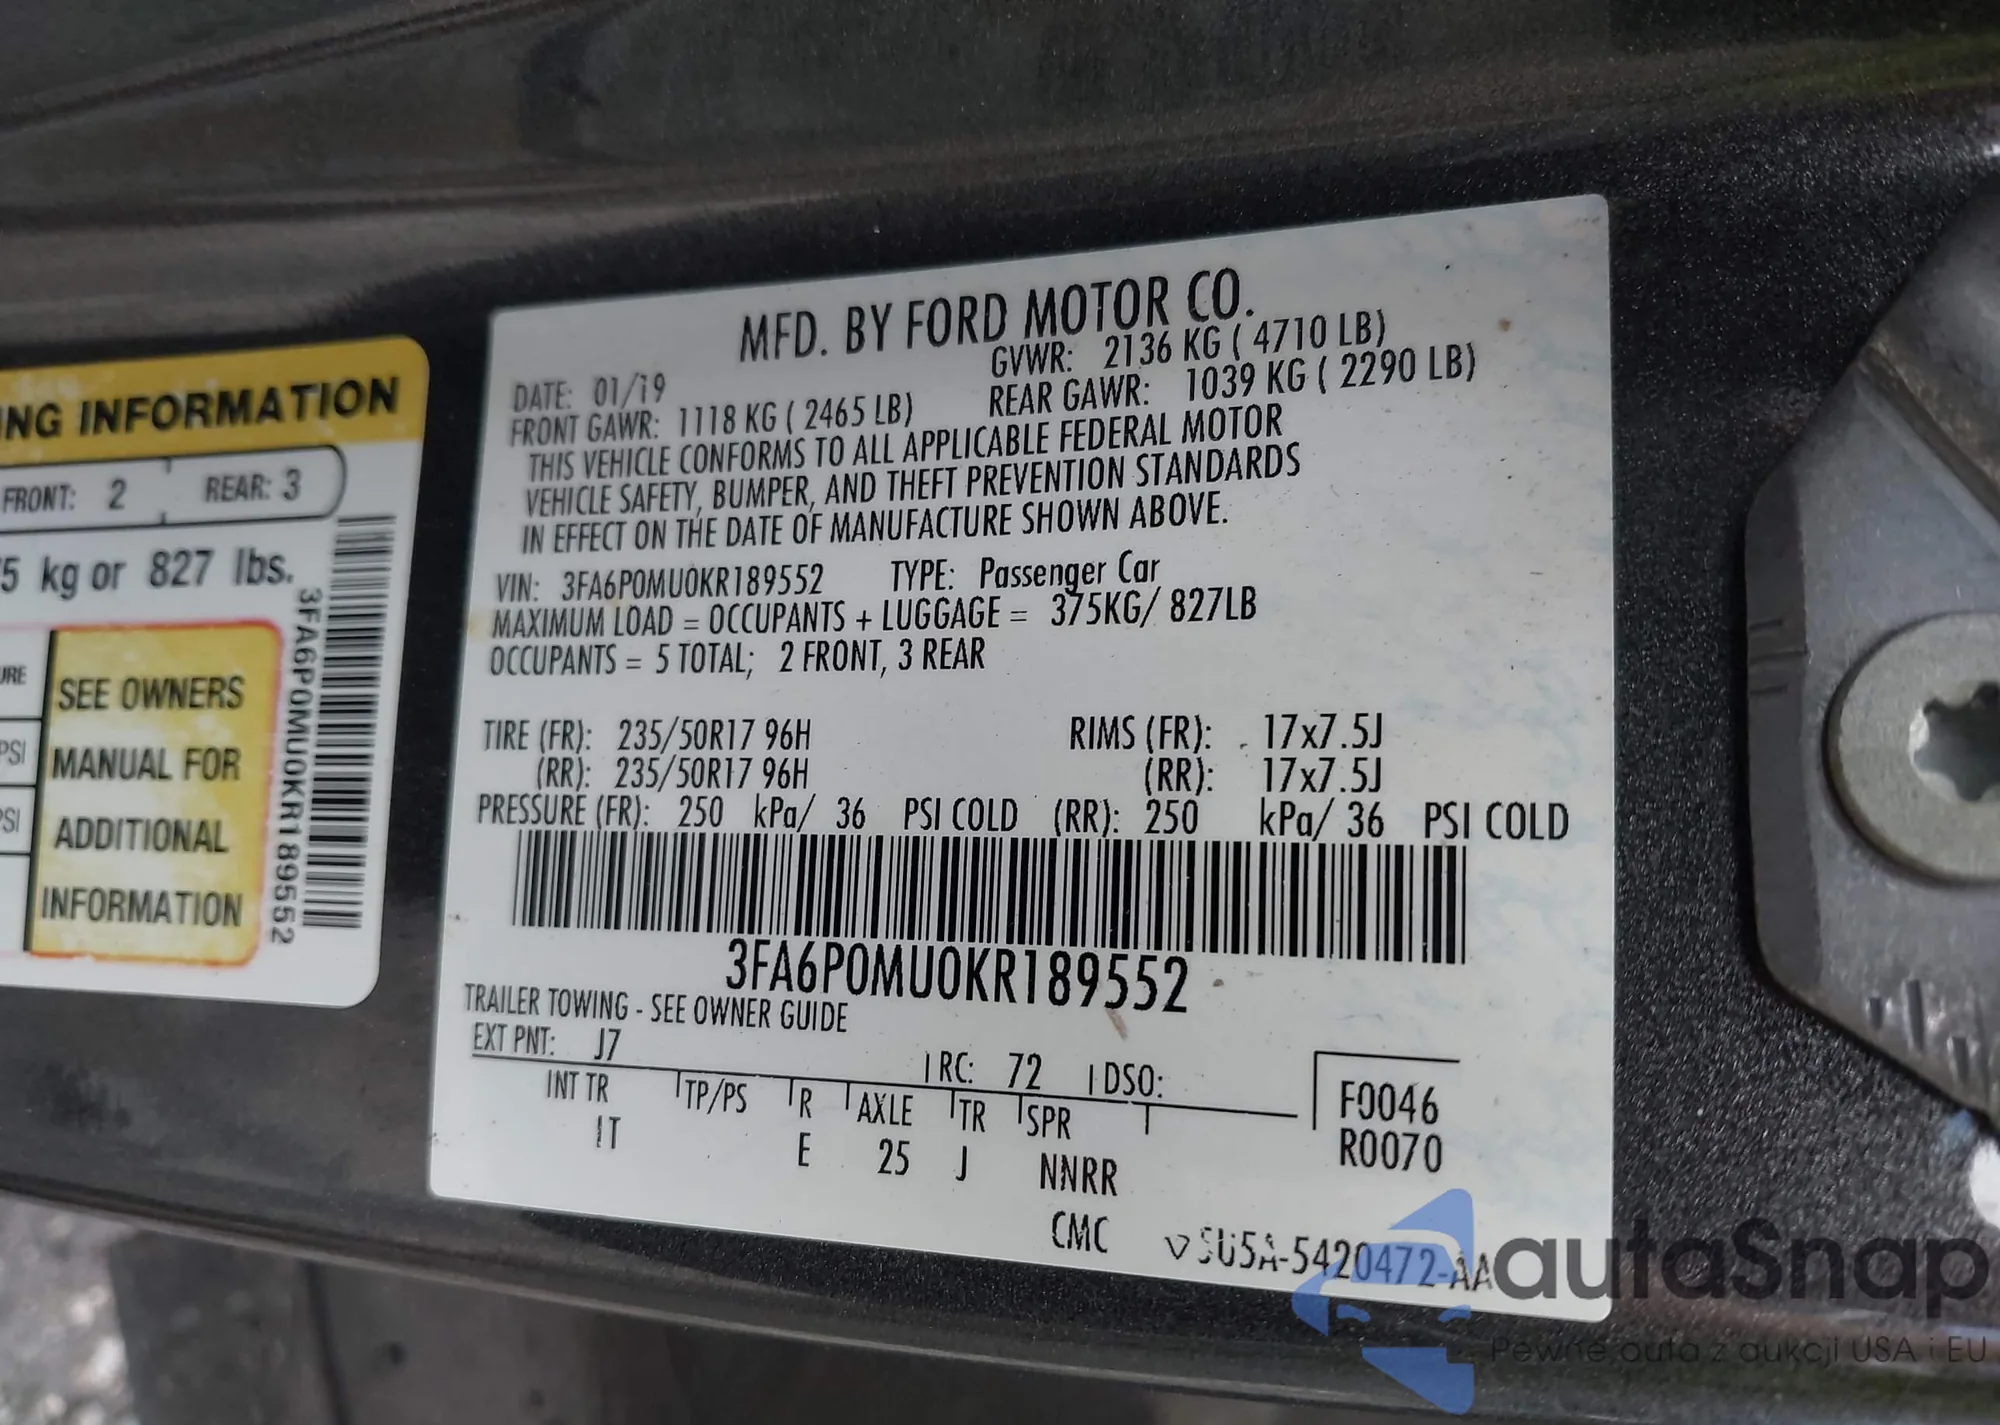 NG INFORMATION
FRONT: 2 REAR: 3
5 kg or 827 lbs.
URE
PSI
PSI
SEE OWNERS
MANUAL FOR
ADDITIONAL
INFORMATION
3FA6P0MU0KR189552
MFD. BY FORD MOTOR CO.
DATE: 01/19 GVWR: 2136 KG ( 4710 LB)
FRONT GAWR: 1118 KG ( 2465 LB) REAR GAWR: 1039 KG ( 2290 LB)
THIS VEHICLE CONFORMS TO ALL APPLICABLE FEDERAL MOTOR
VEHICLE SAFETY, BUMPER, AND THEFT PREVENTION STANDARDS
IN EFFECT ON THE DATE OF MANUFACTURE SHOWN ABOVE.
VIN: 3FA6P0MU0KR189552 TYPE: Passenger Car
MAXIMUM LOAD = OCCUPANTS + LUGGAGE = 375KG/ 827LB
OCCUPANTS = 5 TOTAL; 2 FRONT, 3 REAR
TIRE (FR): 235/50R17 96H RIMS (FR): 17x7.5J
(RR): 235/50R17 96H (RR): 17x7.5J
PRESSURE (FR): 250 kPa/ 36 PSI COLD (RR): 250 kPa/ 36 PSI COLD
3FA6P0MU0KR189552
TRAILER TOWING - SEE OWNER GUIDE
EXT PNT: J7 RC: 72 DSO:
INT TR TP/PS R AXLE TR SPR
IT E 25 J NNRR
F0046
R0070
CMC
5U5A-5420472-AA
autaSnap
Pewne auta z aukcji USA i EU